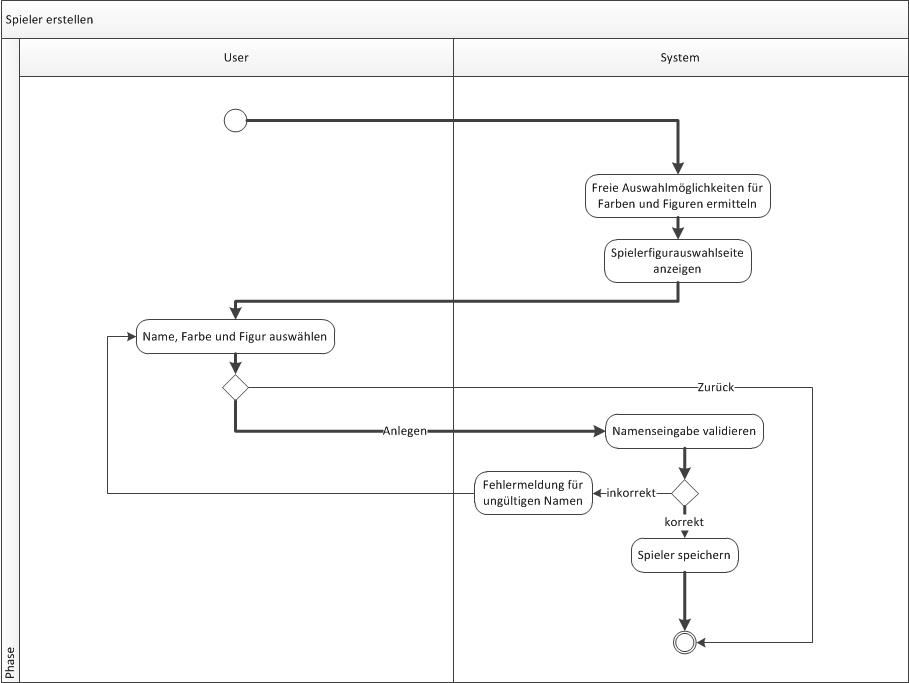 Spieler erstellen
User
System
Freie Auswahlmöglichkeiten für
Farben und Figuren ermitteln
Spielerfigurauswahlseite
anzeigen
Name, Farbe und Figur auswählen
Zurück
Anlegen
Namenseingabe validieren
Fehlermeldung für
ungültigen Namen
inkorrekt
korrekt
Spieler speichern
Phase